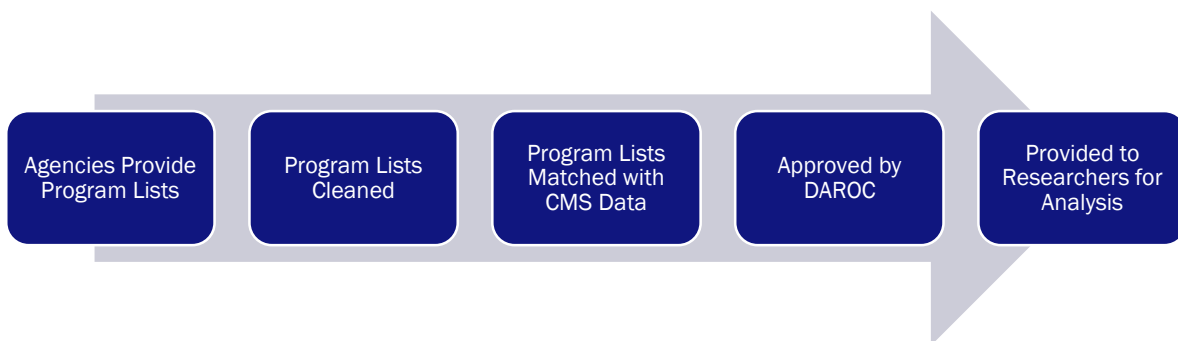 Agencies Provide
Program Lists
Program Lists
Cleaned
Program Lists
Matched with
CMS Data
Approved by
DAROC
Provided to
Researchers for
Analysis